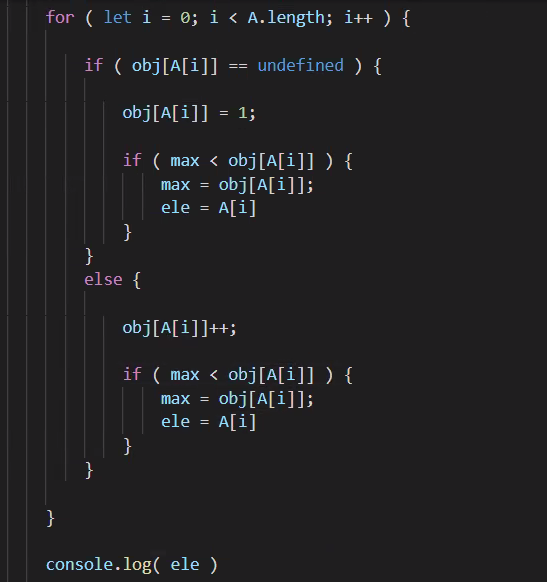 for ( let i = 0; i < A.length; i++ ) {
if ( obj[A[i]] == undefined ) {
obj[A[i]] = 1;
if ( max < obj[A[i]] ) {
max = obj[A[i]];
ele = A[i]
}
}
else {
obj[A[i]]++;
if ( max < obj[A[i]] ) {
max = obj[A[i]];
ele = A[i]
}
}
}
console.log( ele )